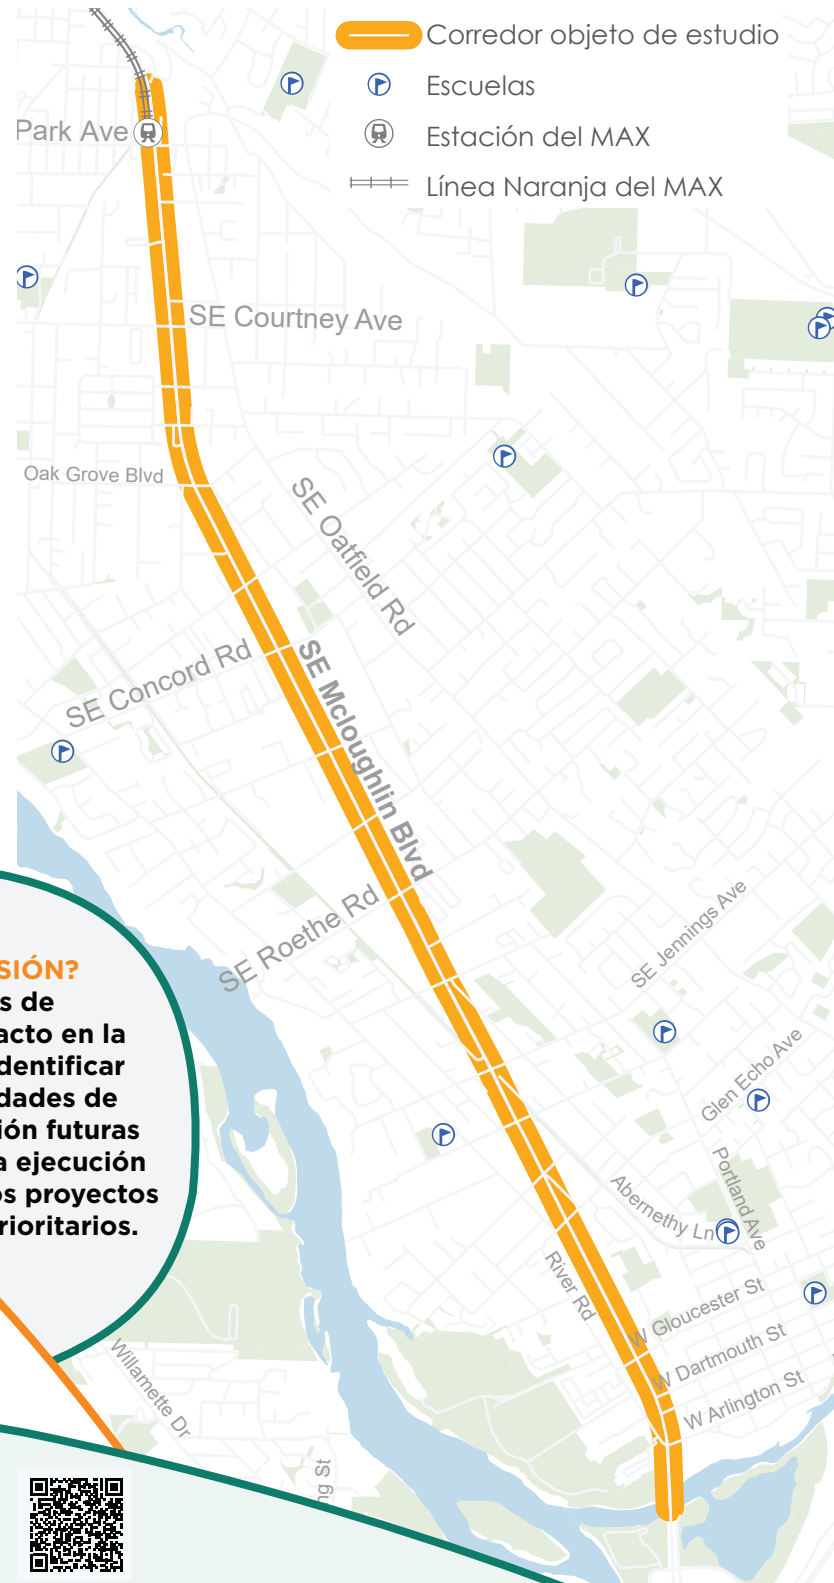 Corredor objeto de estudio
Escuelas
Estación del MAX
Línea Naranja del MAX
Park Ave
SE Courtney Ave
Oak Grove Blvd
SE Oatfield Rd
SE Concord Rd
SE Mcloughlin Blvd
SE Roethe Rd
SE Jennings Ave
Glen Echo Ave
Portland Ave
Abernethy Ln
River Rd
W Gloucester St
W Dartmouth St
W Arlington St
Willamette Dr
ng St
SIÓN?
s de
acto en la
dentificar
dades de
ión futuras
a ejecución
os proyectos
rioritarios.